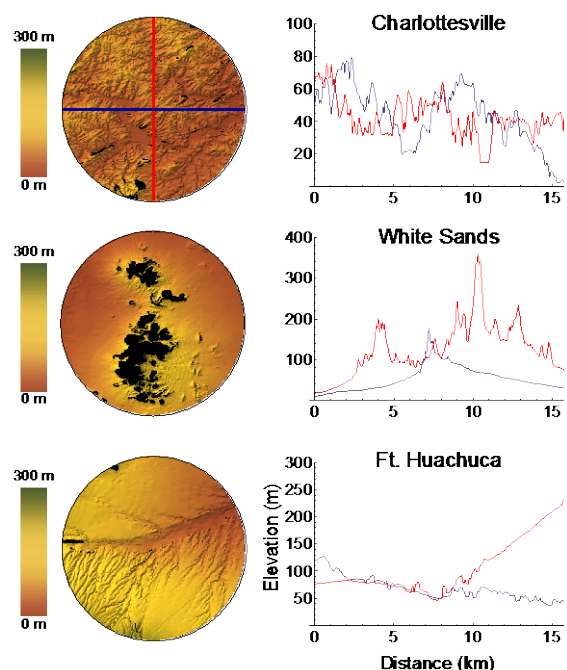 300 m
0 m
Charlottesville
100
80
60
40
20
0 5 10 15
300 m
0 m
White Sands
400
300
200
100
0 5 10 15
300 m
0 m
Ft. Huachuca
Elevation (m)
300
250
200
150
100
50
0 5 10 15
Distance (km)